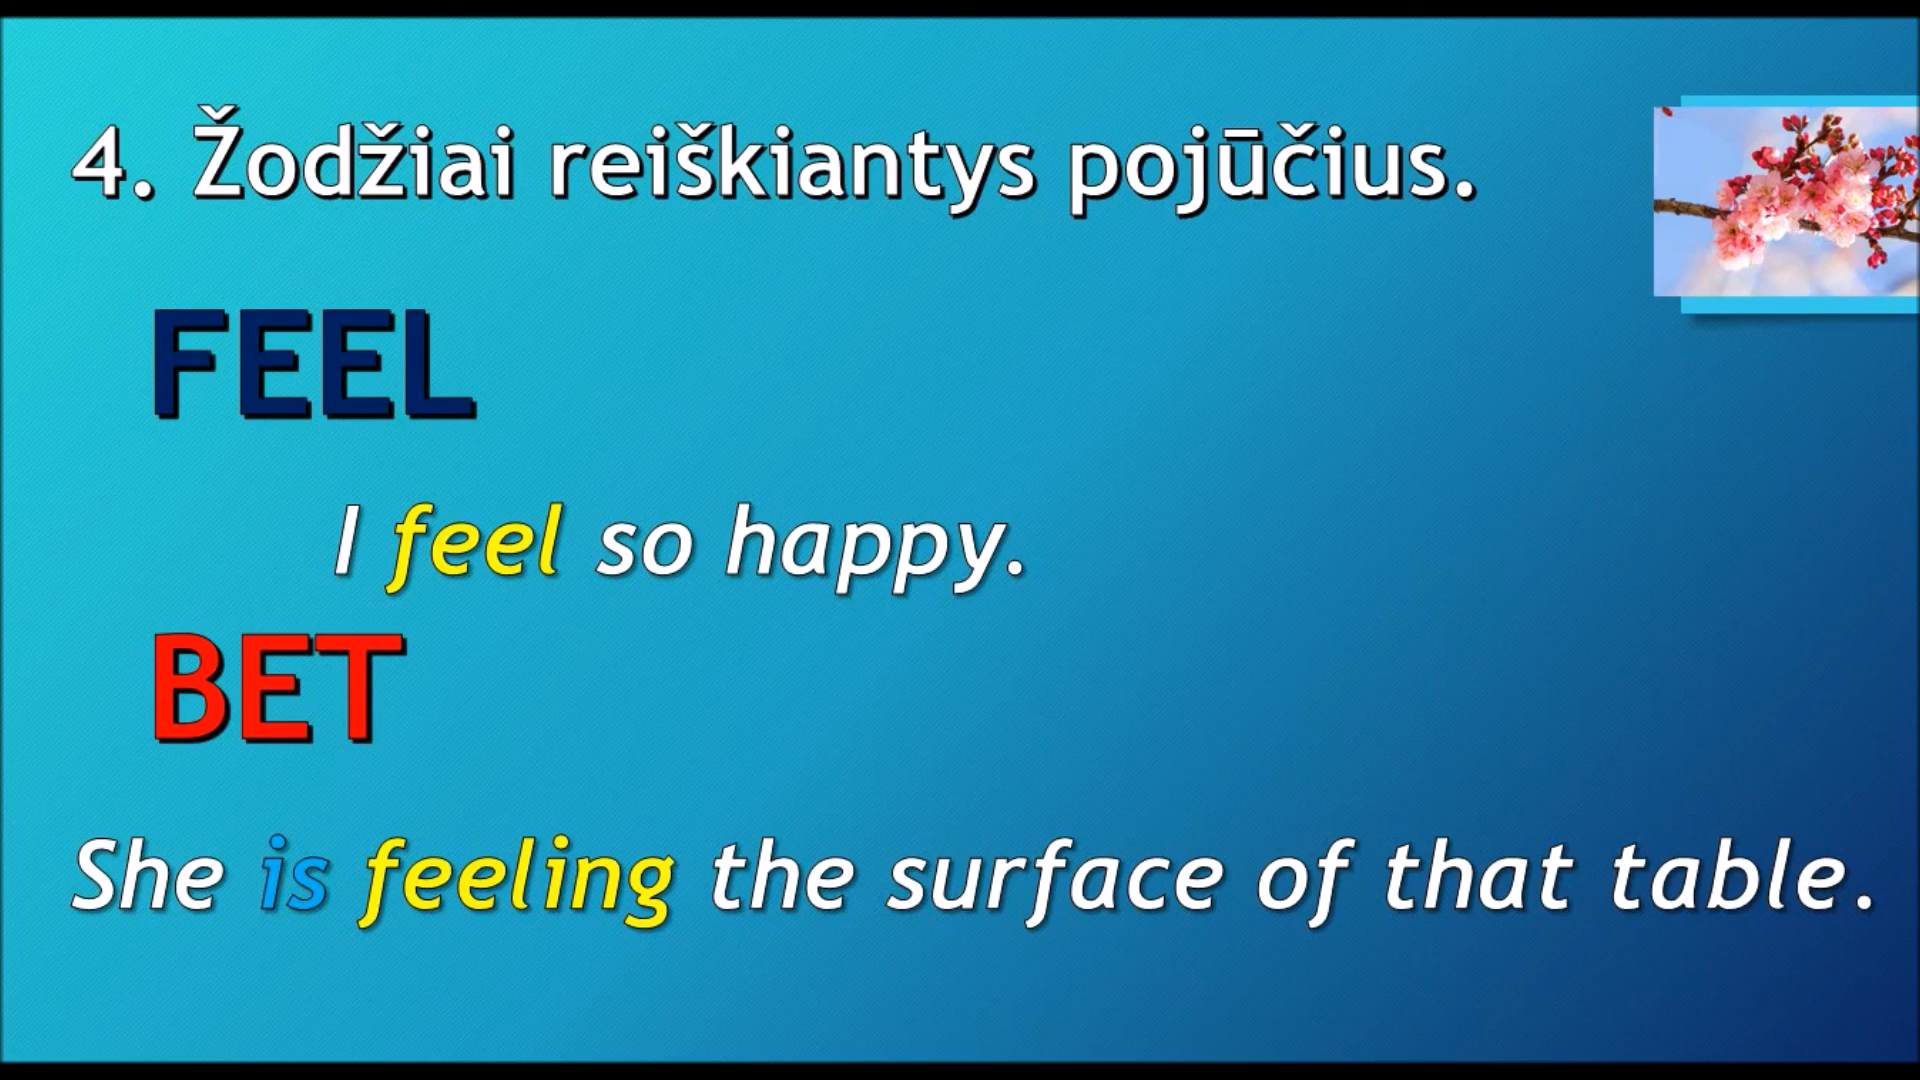 4. Žodžiai reiškiantys pojūčius.
FEEL
I feel so happy.
BET
She is feeling the surface of that table.